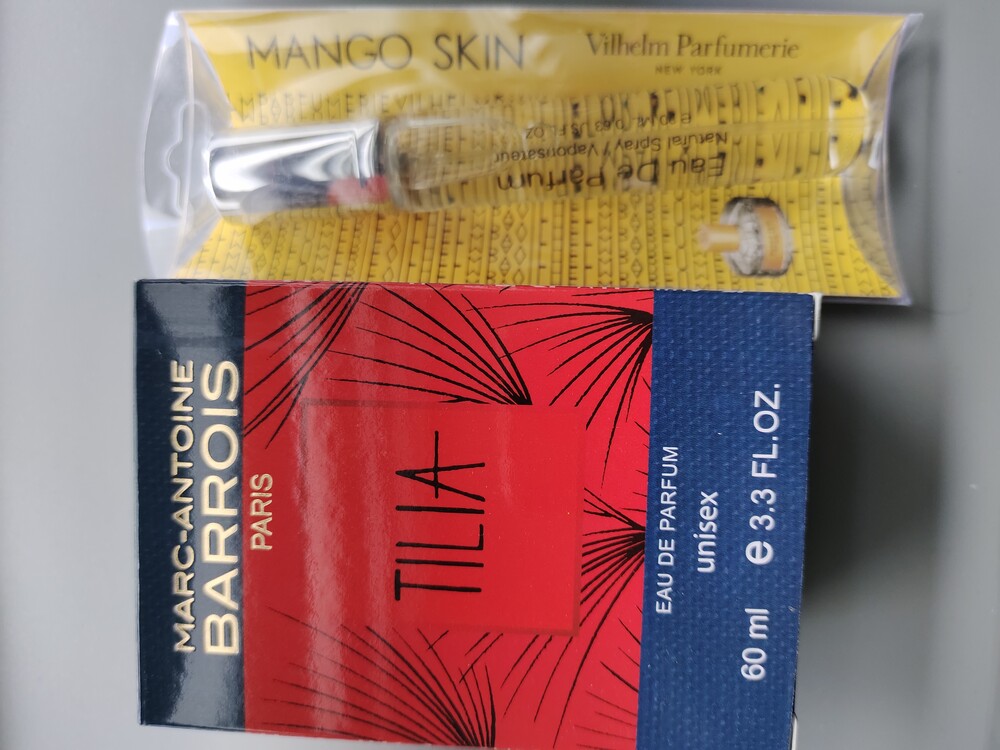 MANGO SKIN
Vilhelm Parfumerie
NEW YORK
Eau De Parfum
Natural Spray / Vaporisateur
MARC-ANTOINE
BARROIS
PARIS
TILIA
EAU DE PARFUM
unisex
60 ml e 3.3 FL.OZ.